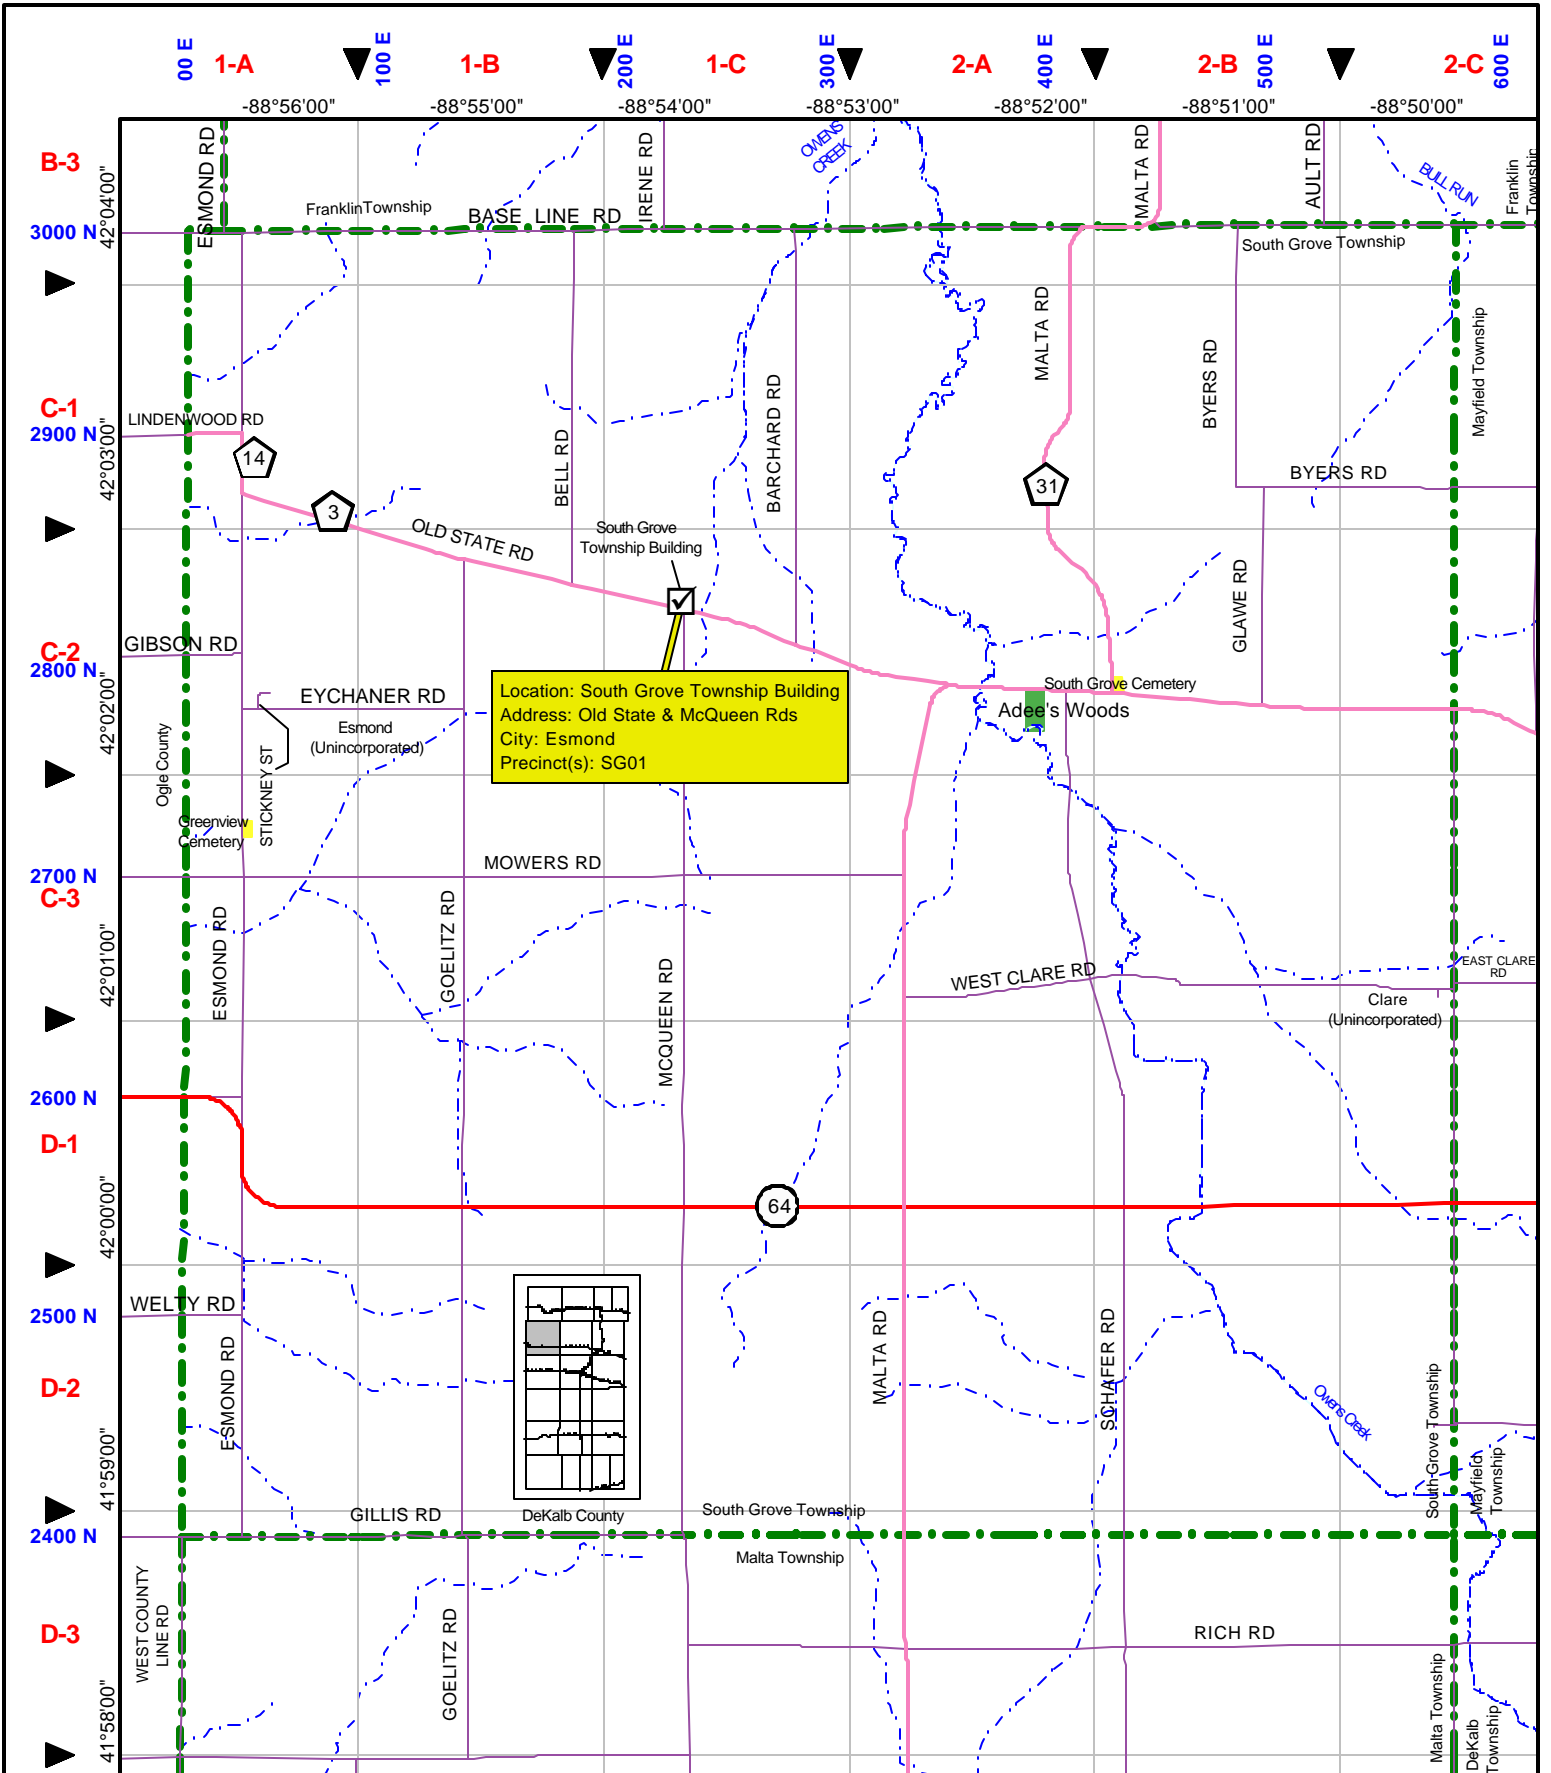 00 E
1-A
100 E
1-B
200 E
1-C
300 E
2-A
400 E
2-B
500 E
2-C
600 E
-88°56'00"
-88°55'00"
-88°54'00"
-88°53'00"
-88°52'00"
-88°51'00"
-88°50'00"
B-3
42°04'00"
ESMOND RD
IRENE RD
OWENS
CREEK
MALTA RD
AULT RD
BULL RUN
Franklin
Township
Franklin Township
BASE LINE RD
3000 N
South Grove Township
MALTA RD
BYERS RD
Mayfield Township
BARCHARD RD
BELL RD
C-1
LINDENWOOD RD
2900 N
42°03'00"
14
3
31
BYERS RD
OLD STATE RD
South Grove
Township Building
GLAWE RD
GIBSON RD
C-2
2800 N
42°02'00"
EYCHANER RD
Esmond
(Unincorporated)
Location: South Grove Township Building
Address: Old State & McQueen Rds
City: Esmond
Precinct(s): SG01
South Grove Cemetery
Adee's Woods
Ogle County
STICKNEY ST
Greenview
Cemetery
MOWERS RD
2700 N
C-3
42°01'00"
ESMOND RD
GOELITZ RD
MCQUEEN RD
WEST CLARE RD
EAST CLARE
RD
Clare
(Unincorporated)
2600 N
D-1
42°00'00"
64
WELTY RD
2500 N
ESMOND RD
MALTA RD
SCHAFER RD
Owens Creek
D-2
41°59'00"
South Grove Township
Mayfield
Township
GILLIS RD
DeKalb County
South Grove Township
2400 N
Malta Township
WEST COUNTY
LINE RD
D-3
GOELITZ RD
RICH RD
41°58'00"
Malta Township
DeKalb
Township